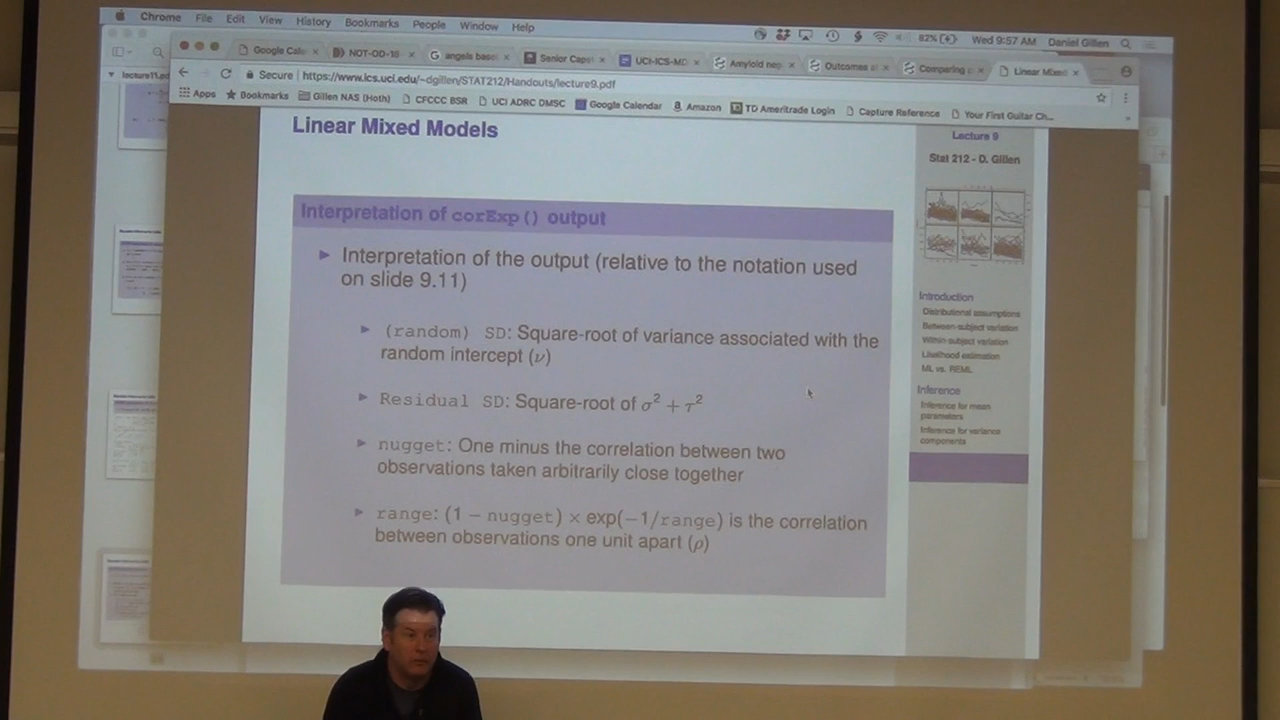 Chrome File Edit View History Bookmarks People Window Help
82% Wed 9:57 AM Daniel Gillen
lecture11.pd
Google Cale
NOT-OD-18
angels base
Senior Caps
UCI-ICS-MD
Amyloid neg
Outcomes a
Comparing
Linear Mixed
Secure https://www.ics.uci.edu/~dgillen/STAT212/Handouts/lecture9.pdf
Apps Bookmarks Gillen NAS (Hoth) CFCCC BSR UCI ADRC DMSC Google Calendar Amazon TD Ameritrade Login Capture Reference Your First Guitar Ch...
Linear Mixed Models
Interpretation of corExp() output
Interpretation of the output (relative to the notation used
on slide 9.11)
(random) SD: Square-root of variance associated with the
random intercept (ν)
Residual SD: Square-root of σ² + τ²
nugget: One minus the correlation between two
observations taken arbitrarily close together
range: (1 − nugget) × exp(−1/range) is the correlation
between observations one unit apart (ρ)
Lecture 9
Stat 212 - D. Gillen
Introduction
Distributional assumptions
Between-subject variation
Within-subject variation
Likelihood estimation
ML vs. REML
Inference
Inference for mean
parameters
Inference for variance
components